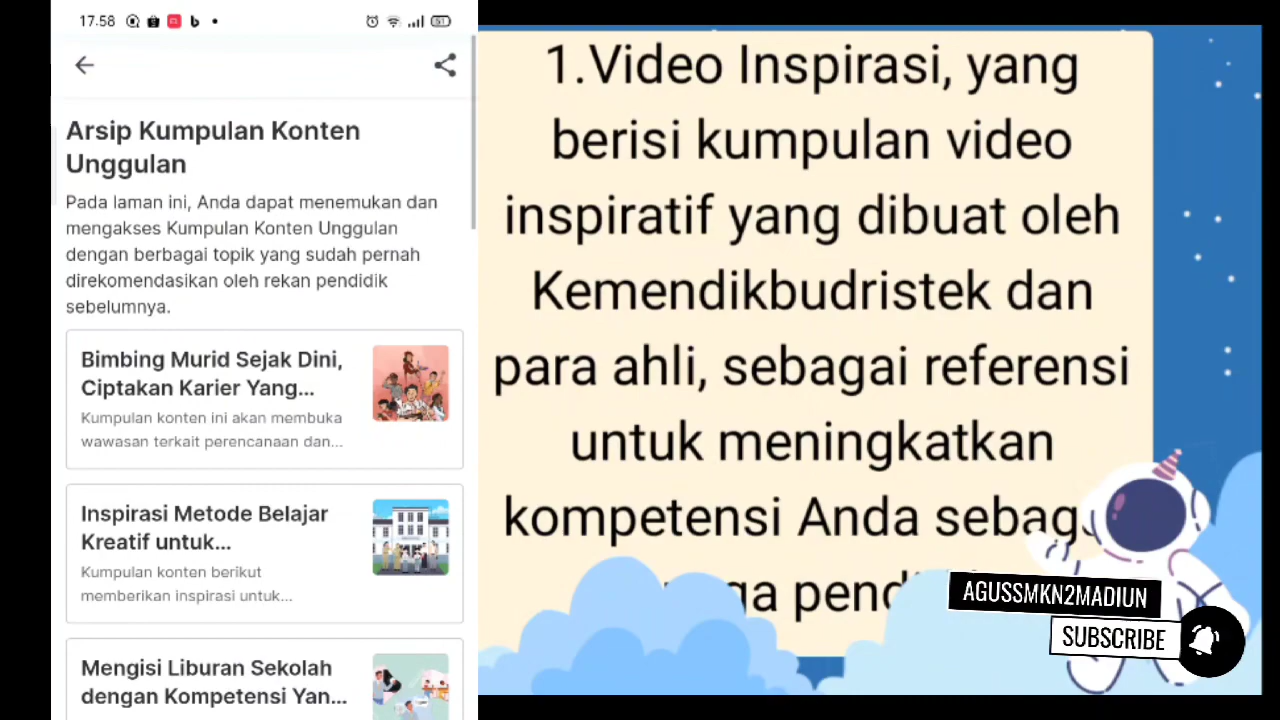 17.58
51
Arsip Kumpulan Konten
Unggulan
Pada laman ini, Anda dapat menemukan dan
mengakses Kumpulan Konten Unggulan
dengan berbagai topik yang sudah pernah
direkomendasikan oleh rekan pendidik
sebelumnya.
Bimbing Murid Sejak Dini,
Ciptakan Karier Yang...
Kumpulan konten ini akan membuka
wawasan terkait perencanaan dan...
Inspirasi Metode Belajar
Kreatif untuk...
Kumpulan konten berikut
memberikan inspirasi untuk...
Mengisi Liburan Sekolah
dengan Kompetensi Yan...
1.Video Inspirasi, yang
berisi kumpulan video
inspiratif yang dibuat oleh
Kemendikbudristek dan
para ahli, sebagai referensi
untuk meningkatkan
kompetensi Anda
AGUSSMKN2MADIUN
SUBSCRIBE